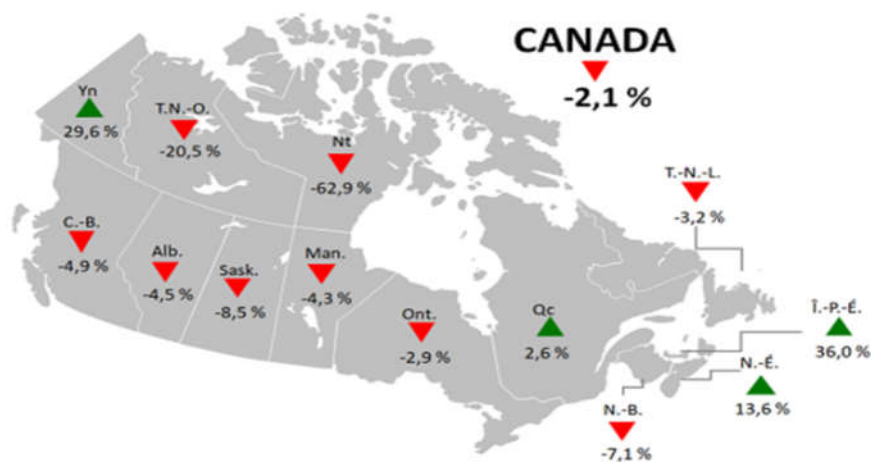 CANADA
-2,1 %
Yn
29,6 %
T.N.-O.
-20,5 %
Nt
-62,9 %
T.-N.-L.
-3,2 %
C.-B.
-4,9 %
Alb.
-4,5 %
Sask.
-8,5 %
Man.
-4,3 %
Ont.
-2,9 %
Qc
2,6 %
Î.-P.-É.
36,0 %
N.-É.
13,6 %
N.-B.
-7,1 %